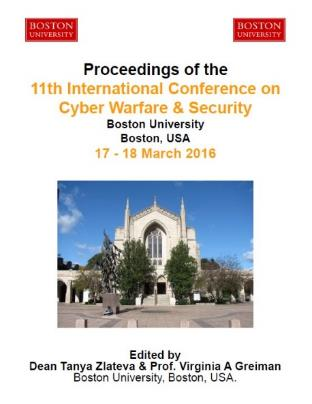 BOSTON
UNIVERSITY
BOSTON
UNIVERSITY
Proceedings of the
11th International Conference on
Cyber Warfare & Security
Boston University
Boston, USA
17 - 18 March 2016
Edited by
Dean Tanya Zlateva & Prof. Virginia A Greiman
Boston University, Boston, USA.